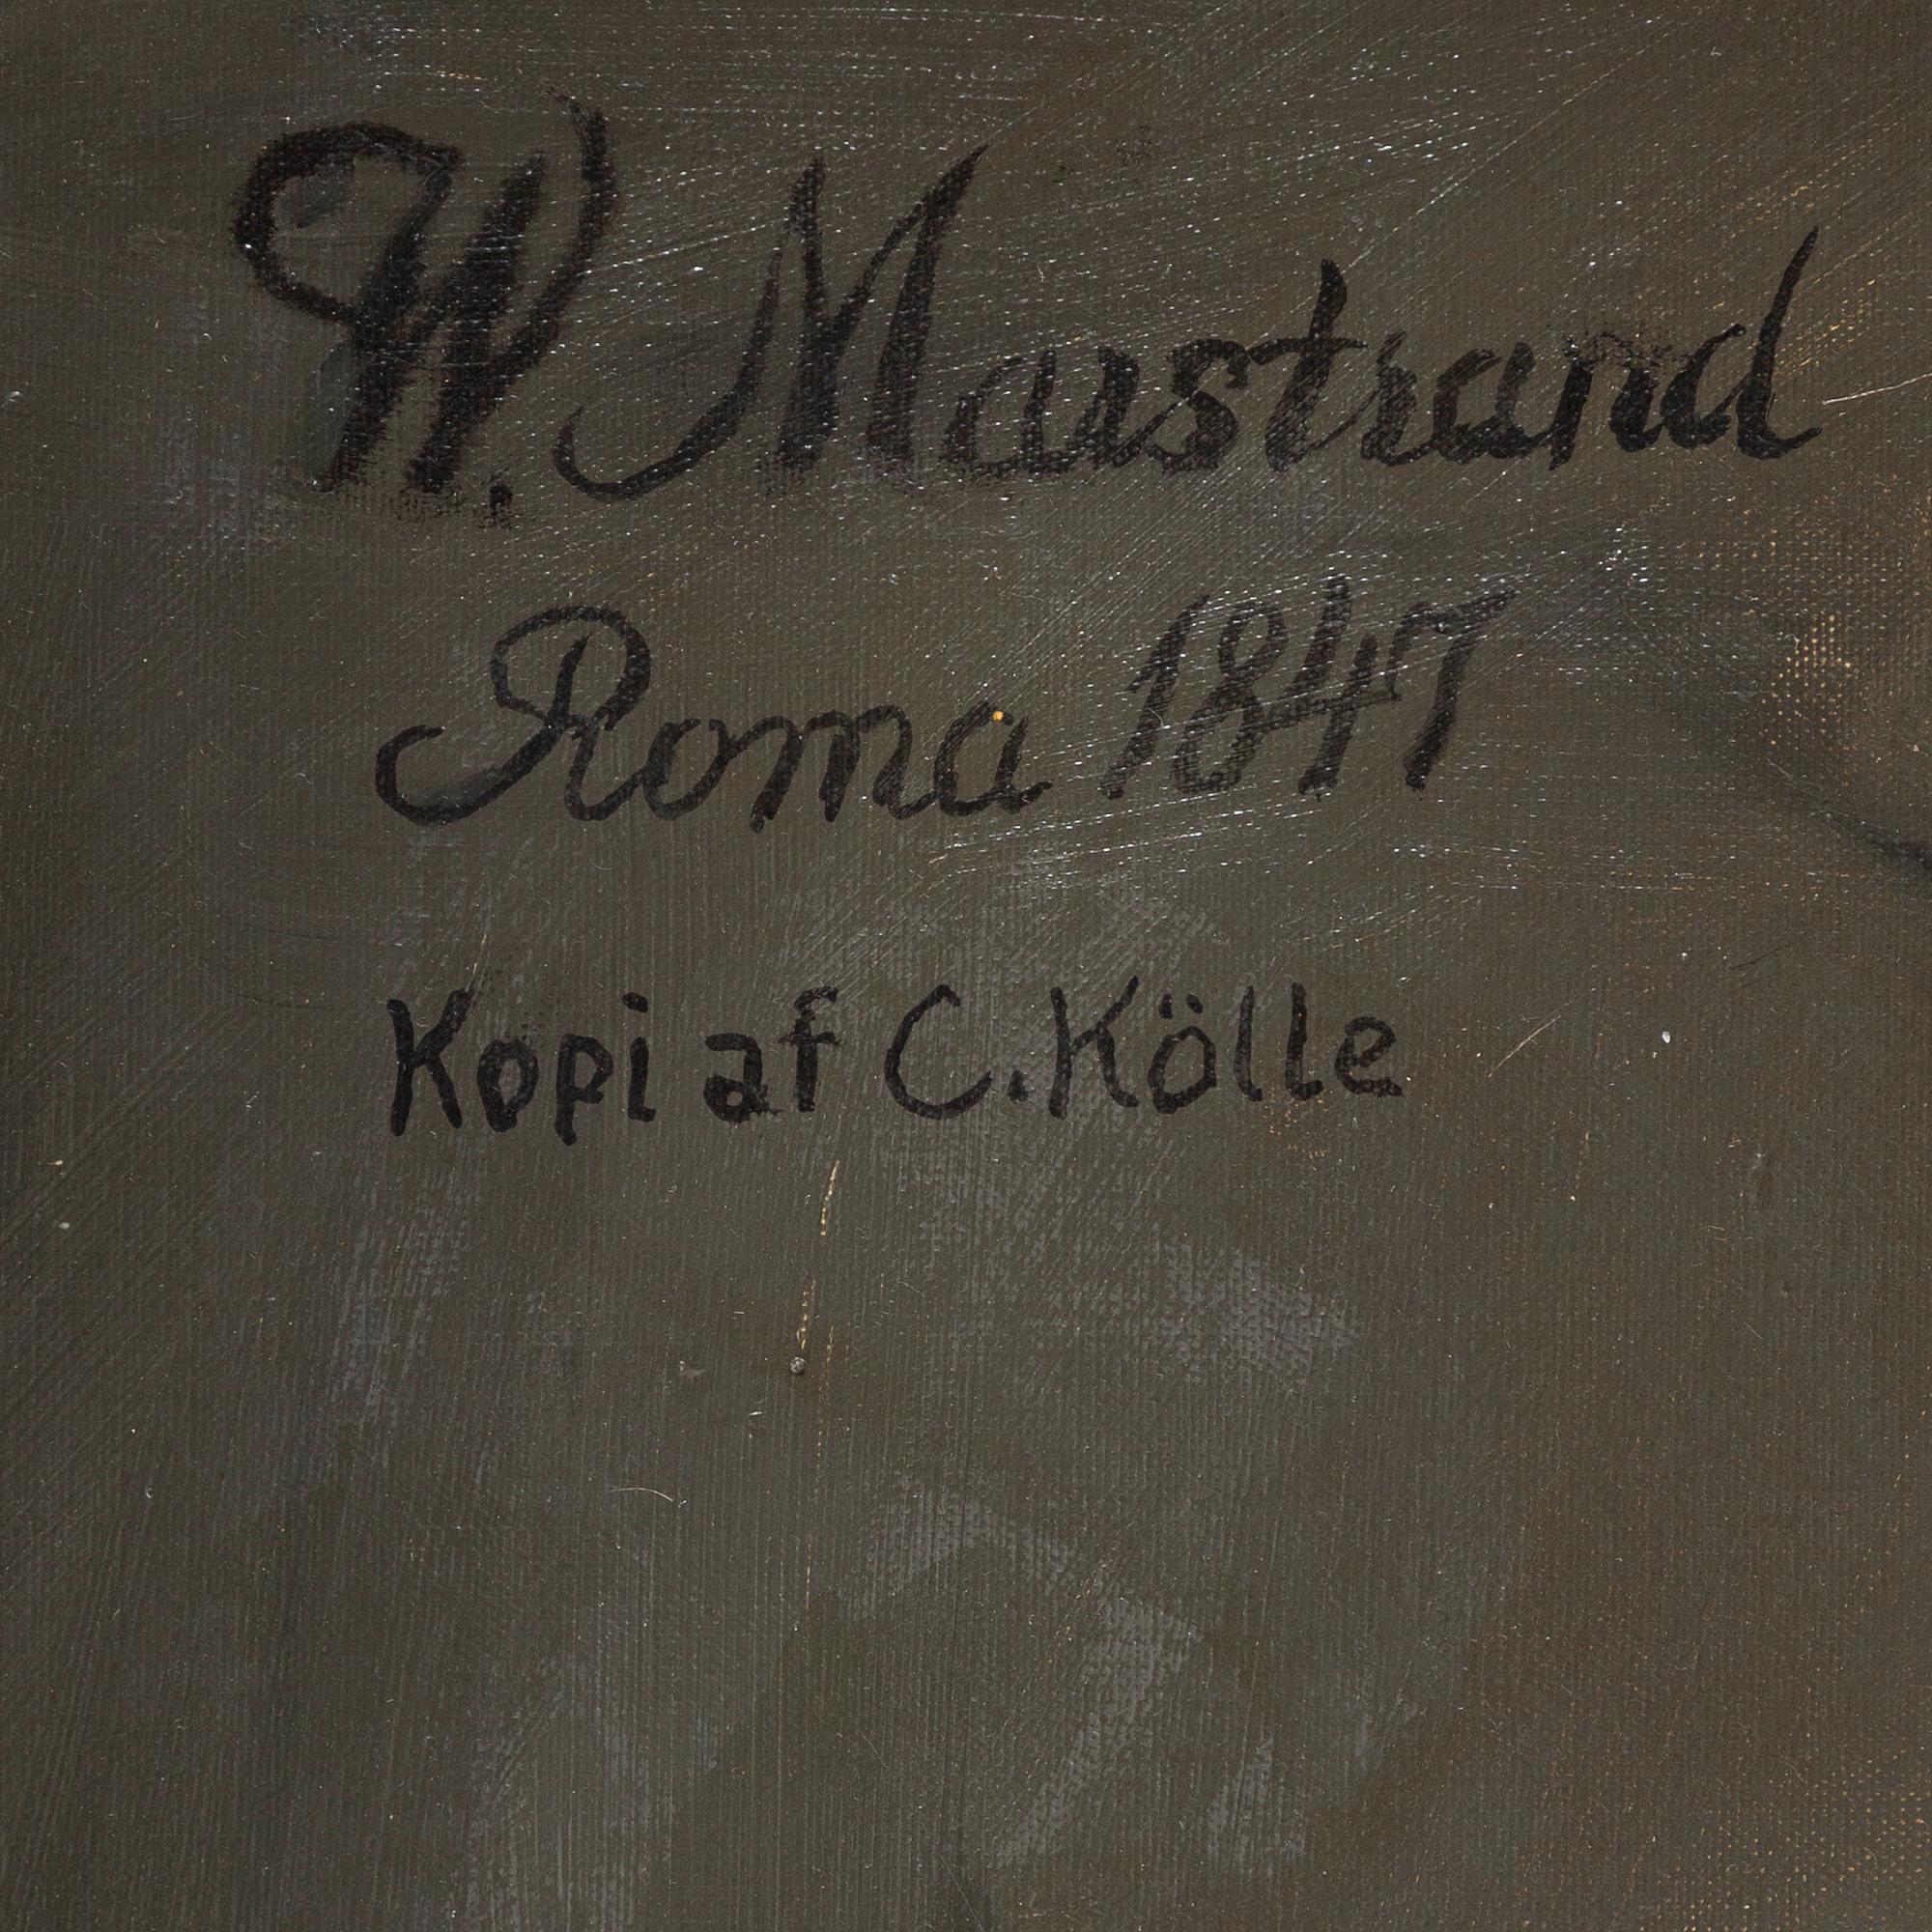 W. Marstrand
Roma 1847
Kopi af C. Kölle